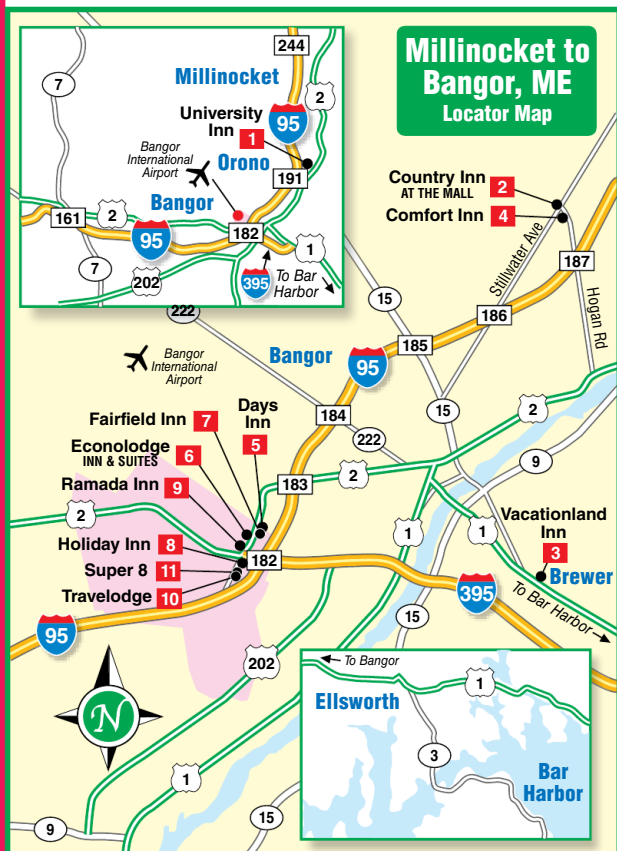 Millinocket to
Bangor, ME
Locator Map
244
7
Millinocket
2
University
Inn
1
95
Bangor
International
Airport
Orono
191
Bangor
161
2
182
95
1
7
202
395
To Bar
Harbor
222
Country Inn
AT THE MALL
2
Comfort Inn
4
Stillwater Ave
187
15
186
Hogan Rd
Bangor
International
Airport
Bangor
95
185
15
184
2
222
Fairfield Inn
7
Days
Inn
5
Econolodge
INN & SUITES
6
9
Ramada Inn
9
183
2
2
1
1
Vacationland
Inn
3
Holiday Inn
8
182
Super 8
11
Brewer
Travelodge
10
395
To Bar Harbor
15
95
202
N
To Bangor
1
Ellsworth
3
Bar
Harbor
1
15
9